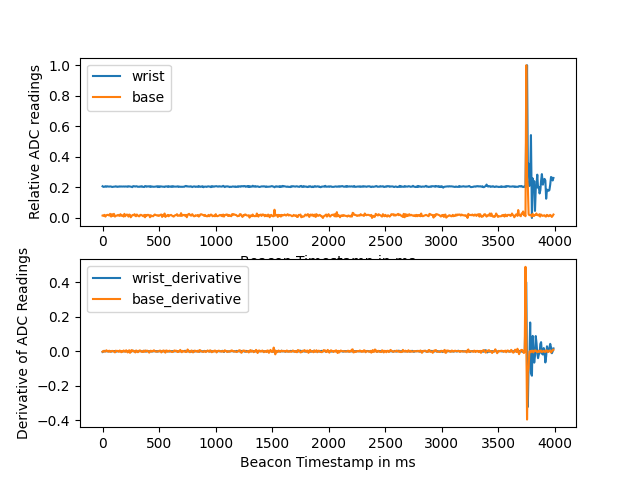 1.0
0.8
0.6
0.4
0.2
0.0
Relative ADC readings
wrist
base
0 500 1000 1500 2000 2500 3000 3500 4000
Beacon Timestamp in ms
0.4
0.2
0.0
−0.2
−0.4
Derivative of ADC Readings
wrist_derivative
base_derivative
0 500 1000 1500 2000 2500 3000 3500 4000
Beacon Timestamp in ms